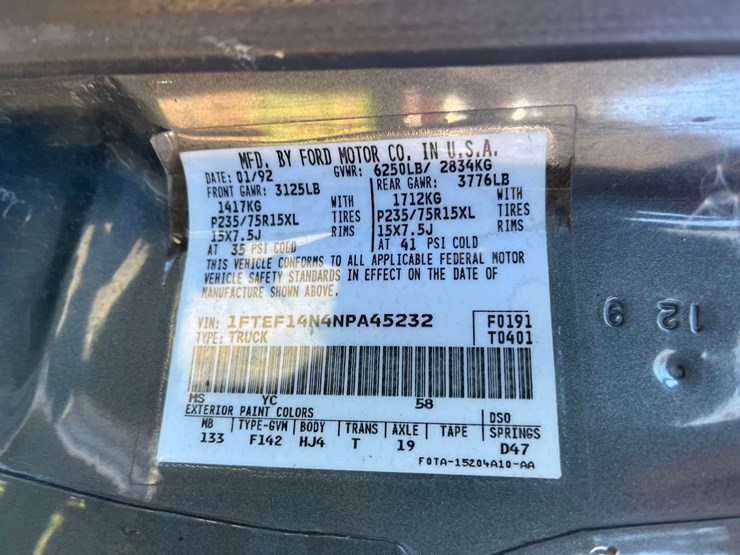 MFD. BY FORD MOTOR CO. IN U.S.A.
DATE: 01/92 GVWR: 6250LB/ 2834KG
FRONT GAWR: 3125LB REAR GAWR: 3776LB
1417KG WITH 1712KG WITH
P235/75R15XL TIRES P235/75R15XL TIRES
15X7.5J RIMS 15X7.5J RIMS
AT 35 PSI COLD AT 41 PSI COLD
THIS VEHICLE CONFORMS TO ALL APPLICABLE FEDERAL MOTOR
VEHICLE SAFETY STANDARDS IN EFFECT ON THE DATE OF
MANUFACTURE SHOWN ABOVE.
VIN: 1FTEF14N4NPA45232 F0191
TYPE: TRUCK T0401
MS YC 58
EXTERIOR PAINT COLORS DSO
WB TYPE-GVW BODY TRANS AXLE TAPE SPRINGS
133 F142 HJ4 T 19 D47
F0TA-15204A10-AA